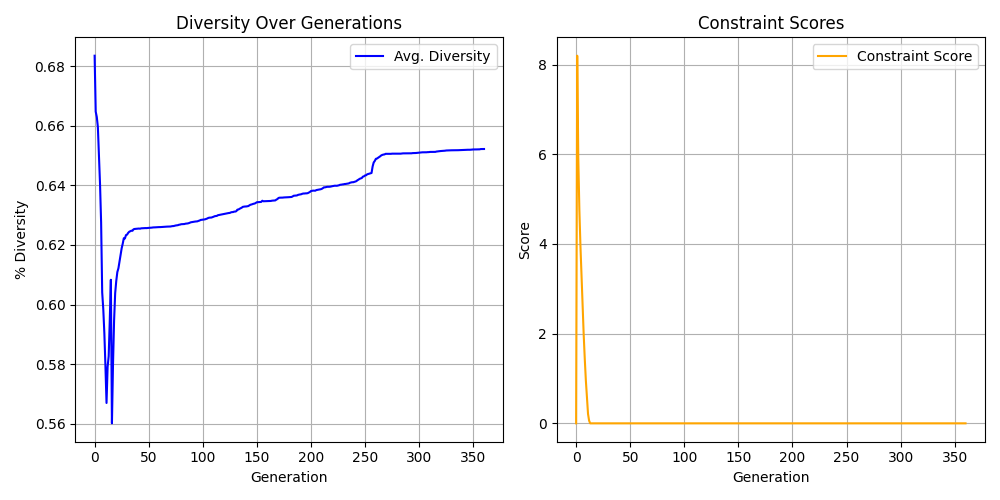 Diversity Over Generations
Avg. Diversity
% Diversity
0.68
0.66
0.64
0.62
0.60
0.58
0.56
0 50 100 150 200 250 300 350
Generation
Constraint Scores
Constraint Score
Score
8
6
4
2
0
0 50 100 150 200 250 300 350
Generation